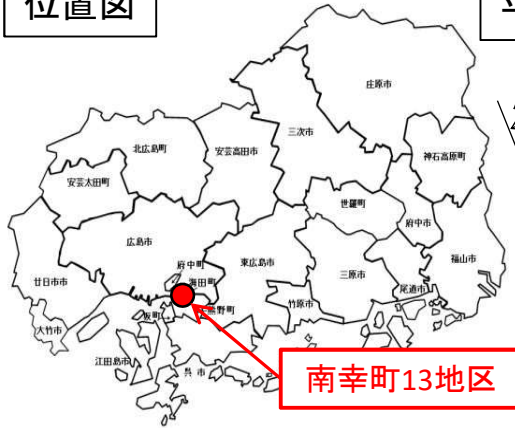 位置図
庄原市
三次市
北広島町
安芸高田市
神石高原町
安芸太田町
世羅町
府中市
広島市
府中町
東広島市
福山市
海田町
三原市
廿日市市
尾道市
竹原市
熊野町
坂町
大竹市
江田島市
呉市
南幸町13地区